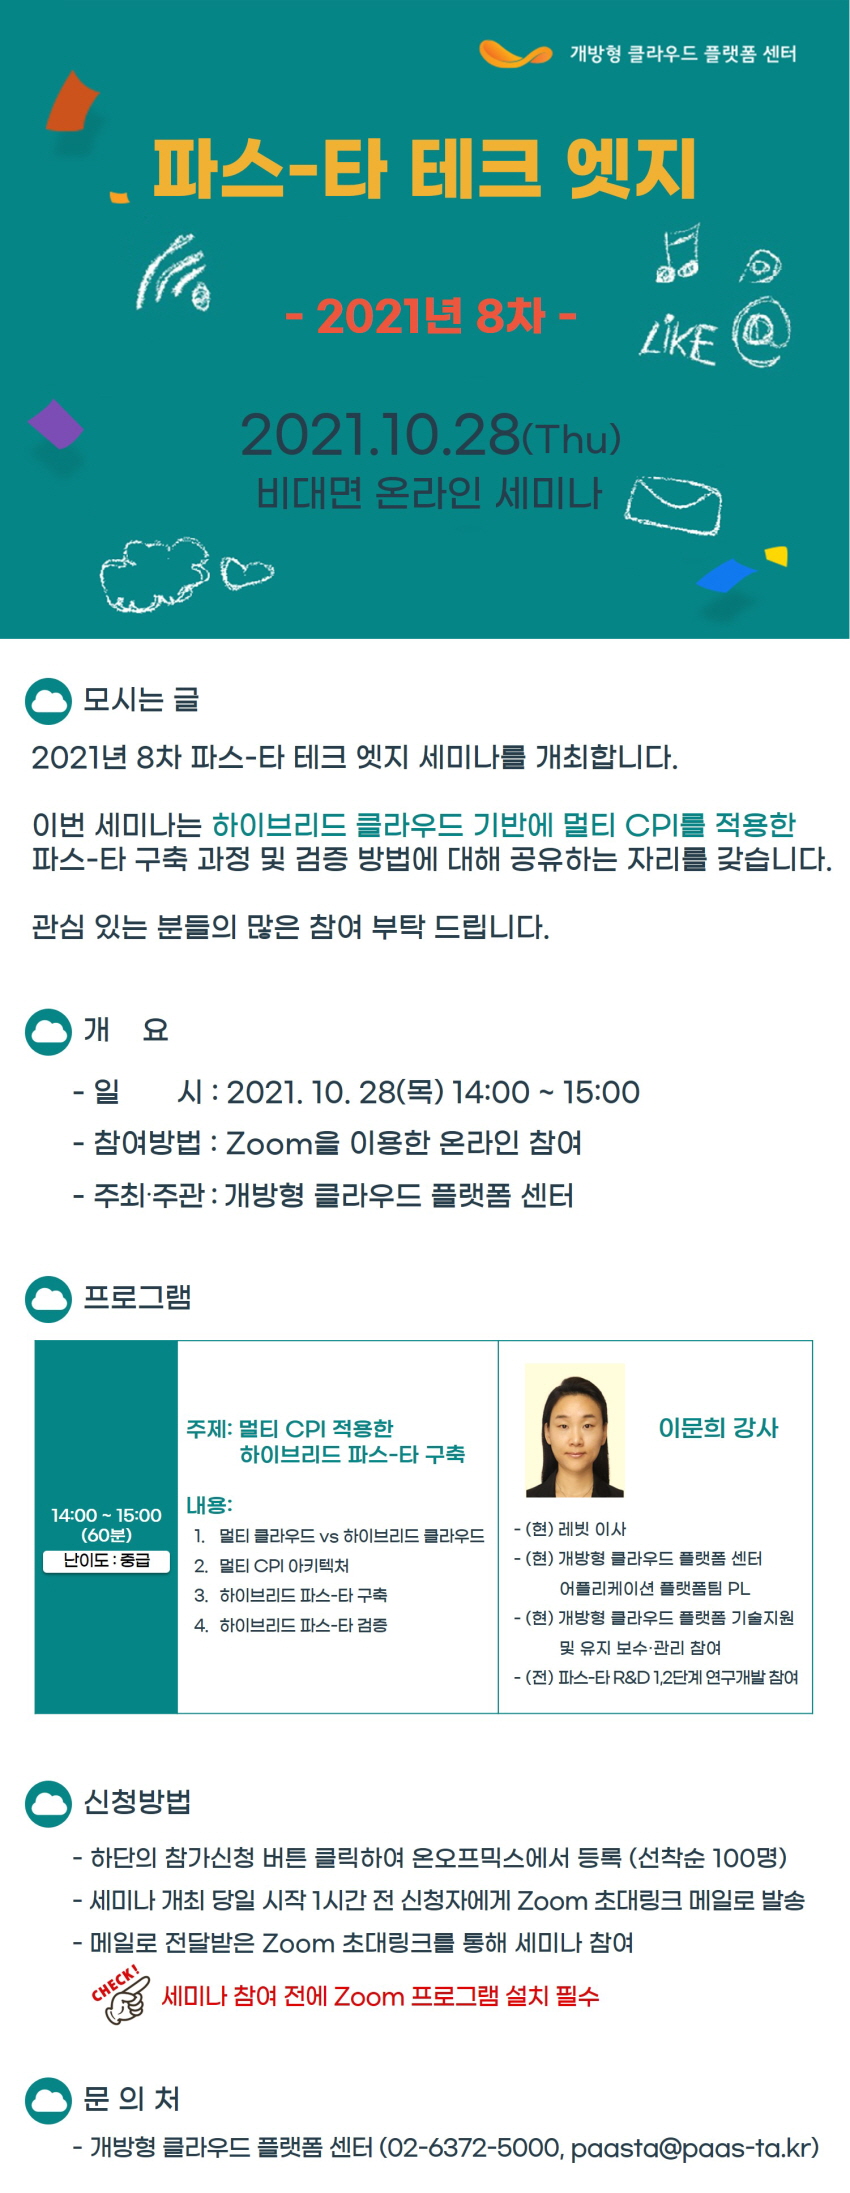 개방형 클라우드 플랫폼 센터
파스-타 테크 엣지
- 2021년 8차 -
LiKE @
2021.10.28(Thu)
비대면 온라인 세미나
모시는 글
2021년 8차 파스-타 테크 엣지 세미나를 개최합니다.
이번 세미나는 하이브리드 클라우드 기반에 멀티 CPI를 적용한
파스-타 구축 과정 및 검증 방법에 대해 공유하는 자리를 갖습니다.
관심 있는 분들의 많은 참여 부탁 드립니다.
개 요
- 일 시 : 2021. 10. 28(목) 14:00 ~ 15:00
- 참여방법 : Zoom을 이용한 온라인 참여
- 주최·주관 : 개방형 클라우드 플랫폼 센터
프로그램
14:00 ~ 15:00
(60분)
난이도 : 중급
주제: 멀티 CPI 적용한
하이브리드 파스-타 구축
내용:
1. 멀티 클라우드 vs 하이브리드 클라우드
2. 멀티 CPI 아키텍처
3. 하이브리드 파스-타 구축
4. 하이브리드 파스-타 검증
이문희 강사
- (현) 레빗 이사
- (현) 개방형 클라우드 플랫폼 센터
어플리케이션 플랫폼팀 PL
- (현) 개방형 클라우드 플랫폼 기술지원
및 유지 보수·관리 참여
- (전) 파스-타 R&D 1,2단계 연구개발 참여
신청방법
- 하단의 참가신청 버튼 클릭하여 온오프믹스에서 등록 (선착순 100명)
- 세미나 개최 당일 시작 1시간 전 신청자에게 Zoom 초대링크 메일로 발송
- 메일로 전달받은 Zoom 초대링크를 통해 세미나 참여
CHECK!
세미나 참여 전에 Zoom 프로그램 설치 필수
문 의 처
- 개방형 클라우드 플랫폼 센터 (02-6372-5000, paasta@paas-ta.kr)